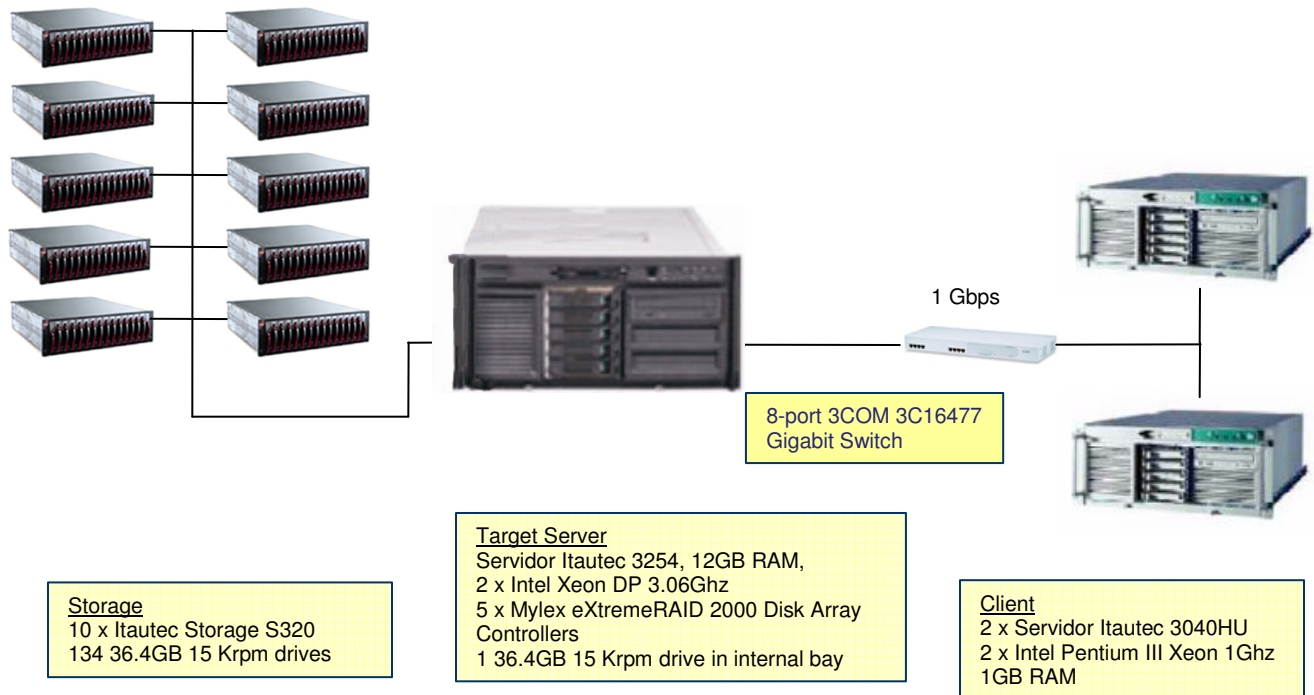 1 Gbps
8-port 3COM 3C16477
Gigabit Switch
Storage
10 x Itautec Storage S320
134 36.4GB 15 Krpm drives
Target Server
Servidor Itautec 3254, 12GB RAM,
2 x Intel Xeon DP 3.06Ghz
5 x Mylex eXtremeRAID 2000 Disk Array
Controllers
1 36.4GB 15 Krpm drive in internal bay
Client
2 x Servidor Itautec 3040HU
2 x Intel Pentium III Xeon 1Ghz
1GB RAM